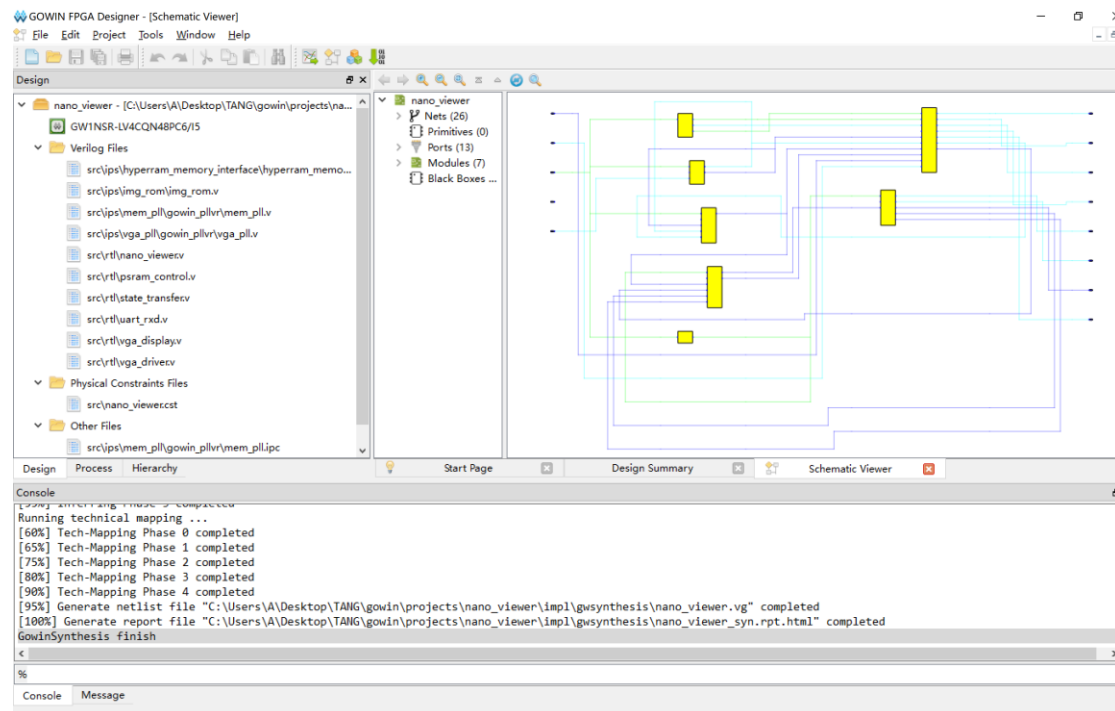 GOWIN FPGA Designer - [Schematic Viewer]
File Edit Project Tools Window Help
Design
nano_viewer - [C:\Users\A\Desktop\TANG\gowin\projects\na...
GW1NSR-LV4CQN48PC6/I5
Verilog Files
src\ips\hyperram_memory_interface\hyperram_memo...
src\ips\img_rom\img_rom.v
src\ips\mem_pll\gowin_pllvr\mem_pll.v
src\ips\vga_pll\gowin_pllvr\vga_pll.v
src\rtl\nano_viewer.v
src\rtl\psram_control.v
src\rtl\state_transfer.v
src\rtl\uart_rxd.v
src\rtl\vga_display.v
src\rtl\vga_driver.v
Physical Constraints Files
src\nano_viewer.cst
Other Files
src\ips\mem_pll\gowin_pllvr\mem_pll.ipc
nano_viewer
Nets (26)
Primitives (0)
Ports (13)
Modules (7)
Black Boxes ...
Design Process Hierarchy
Start Page Design Summary Schematic Viewer
Console
Running technical mapping ...
[60%] Tech-Mapping Phase 0 completed
[65%] Tech-Mapping Phase 1 completed
[75%] Tech-Mapping Phase 2 completed
[80%] Tech-Mapping Phase 3 completed
[90%] Tech-Mapping Phase 4 completed
[95%] Generate netlist file "C:\Users\A\Desktop\TANG\gowin\projects\nano_viewer\impl\gwsynthesis\nano_viewer.vg" completed
[100%] Generate report file "C:\Users\A\Desktop\TANG\gowin\projects\nano_viewer\impl\gwsynthesis\nano_viewer_syn.rpt.html" completed
GowinSynthesis finish
%
Console Message